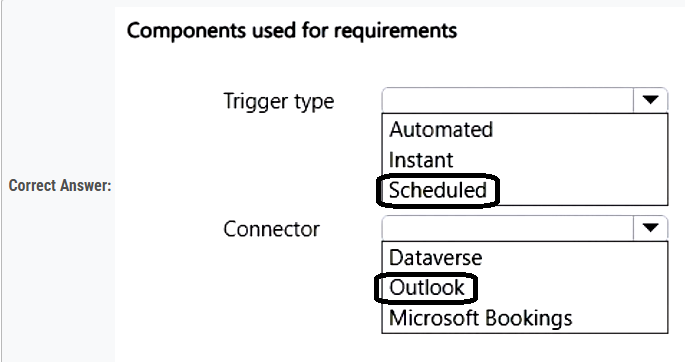 Components used for requirements
Trigger type
Automated
Instant
Scheduled
Correct Answer:
Connector
Dataverse
Outlook
Microsoft Bookings